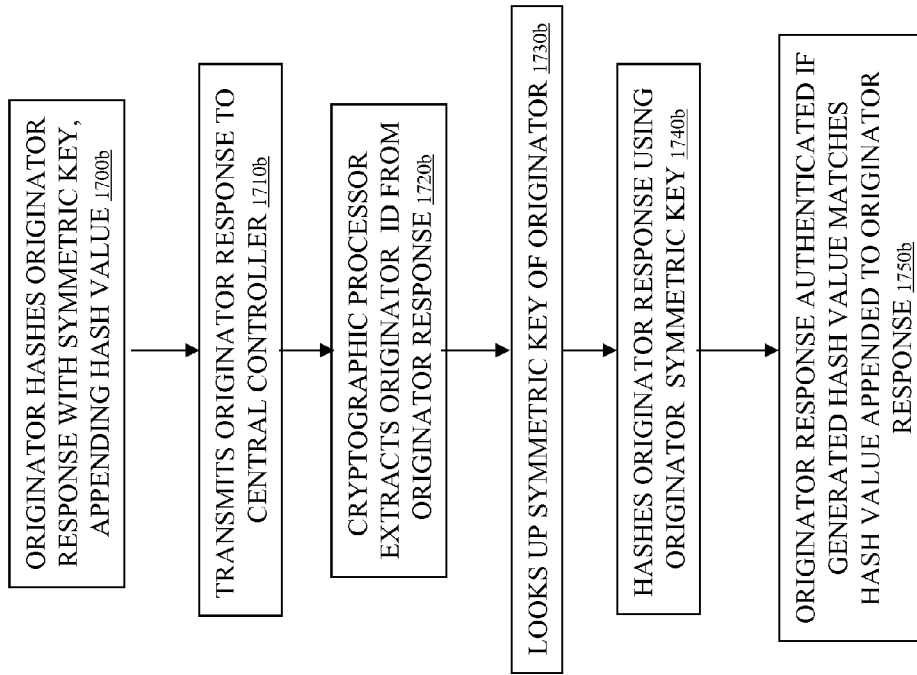 ORIGINATOR HASHES ORIGINATOR
RESPONSE WITH SYMMETRIC KEY,
APPENDING HASH VALUE 1700b
TRANSMITS ORIGINATOR RESPONSE TO
CENTRAL CONTROLLER 1710b
CRYPTOGRAPHIC PROCESSOR
EXTRACTS ORIGINATOR ID FROM
ORIGINATOR RESPONSE 1720b
LOOKS UP SYMMETRIC KEY OF ORIGINATOR 1730b
HASHES ORIGINATOR RESPONSE USING
ORIGINATOR SYMMETRIC KEY 1740b
ORIGINATOR RESPONSE AUTHENTICATED IF
GENERATED HASH VALUE MATCHES
HASH VALUE APPENDED TO ORIGINATOR
RESPONSE 1750b